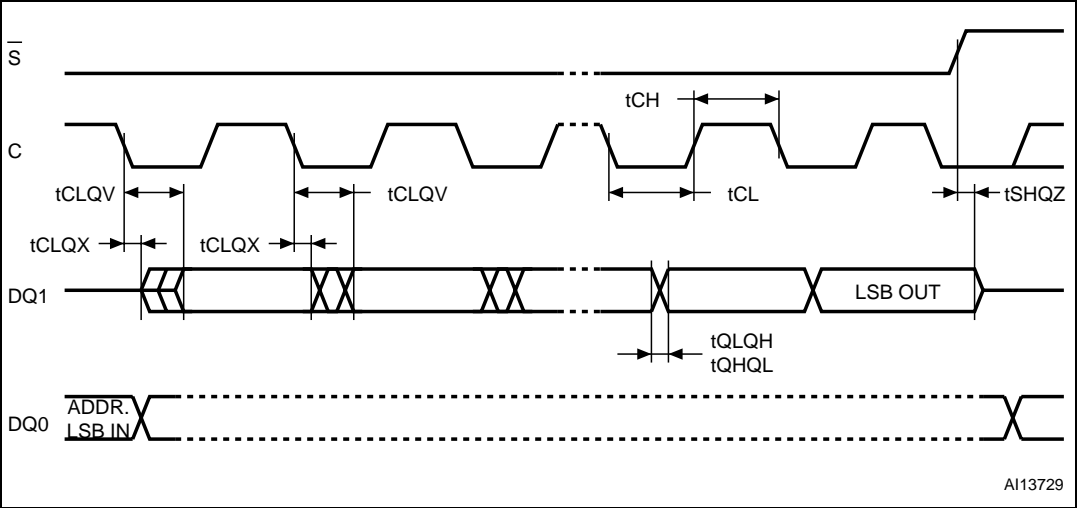 S̅
tCH
C
tCLQV
tCLQV
tCL
tSHQZ
tCLQX
tCLQX
DQ1
LSB OUT
tQLQH
tQHQL
DQ0
ADDR.
LSB IN
AI13729